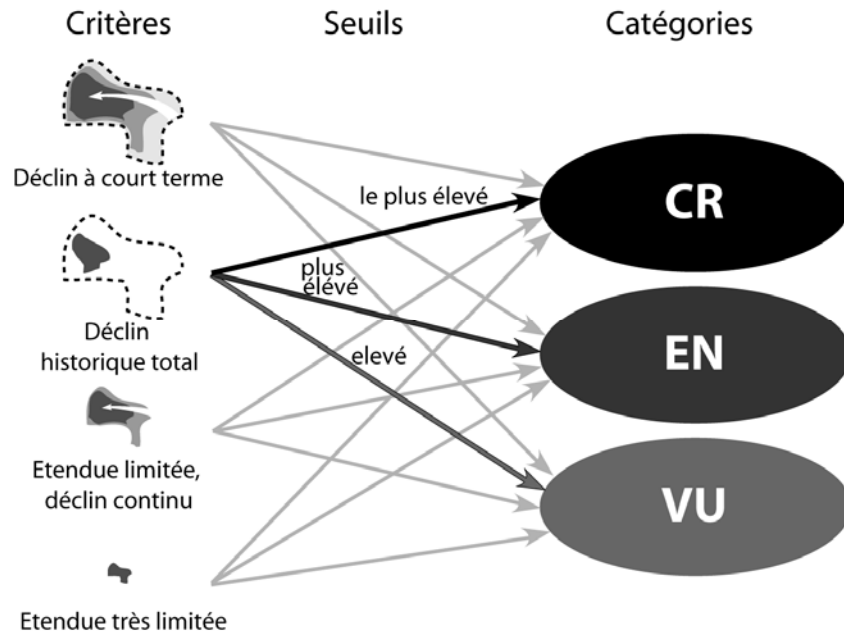 Critères
Seuils
Catégories
Déclin à court terme
le plus élevé
CR
plus
élévé
Déclin
historique total
elevé
EN
Etendue limitée,
déclin continu
VU
Etendue très limitée